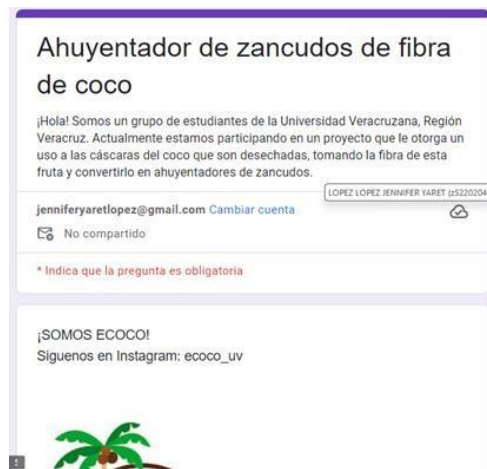 Ahuyentador de zancudos de fibra
de coco
¡Hola! Somos un grupo de estudiantes de la Universidad Veracruzana, Región
Veracruz. Actualmente estamos participando en un proyecto que le otorga un
uso a las cáscaras del coco que son desechadas, tomando la fibra de esta
fruta y convertirlo en ahuyentadores de zancudos.
LOPEZ LOPEZ JENNIFER YARET (zS220204
jenniferyaretlopez@gmail.com Cambiar cuenta
No compartido
* Indica que la pregunta es obligatoria
¡SOMOS ECOCO!
Siguenos en Instagram: ecoco_uv